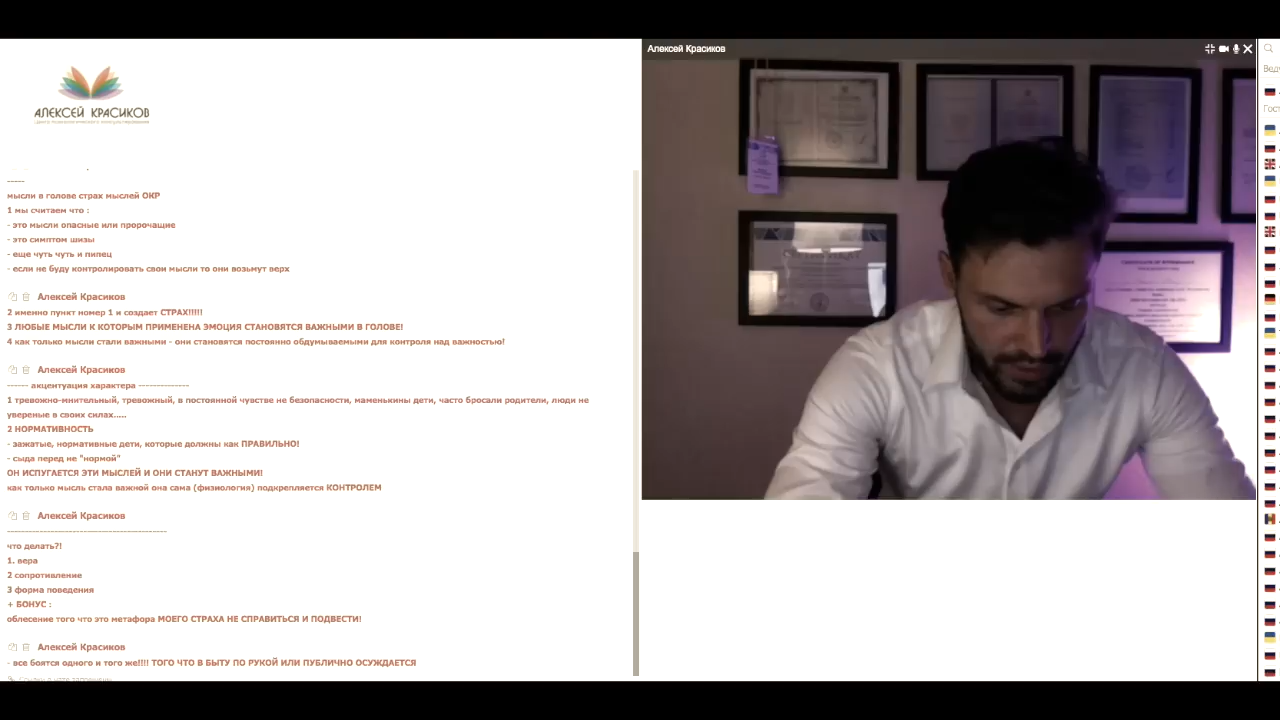 АЛЕКСЕЙ КРАСИКОВ
-----
мысли в голове страх мыслей ОКР
1 мы считаем что :
- это мысли опасные или пророчащие
- это симптом шизы
- еще чуть чуть и пипец
- если не буду контролировать свои мысли то они возьмут верх
Алексей Красиков
2 именно пункт номер 1 и создает СТРАХ!!!!!
3 ЛЮБЫЕ МЫСЛИ К КОТОРЫМ ПРИМЕНЕНА ЭМОЦИЯ СТАНОВЯТСЯ ВАЖНЫМИ В ГОЛОВЕ!
4 как только мысли стали важными - они становятся постоянно обдумываемыми для контроля над важностью?
Алексей Красиков
------ акцентуация характера --------------
1 тревожно-мнительный, тревожный, в постоянной чувстве не безопасности, маменькины дети, часто бросали родители, люди не
увереные в своих силах.....
2 НОРМАТИВНОСТЬ
- зажатые, нормативные дети, которые должны как ПРАВИЛЬНО!
- сыда перед не "нормой"
ОН ИСПУГАЕТСЯ ЭТИ МЫСЛЕЙ И ОНИ СТАНУТ ВАЖНЫМИ!
как только мысль стала важной она сама (физиология) подкрепляется КОНТРОЛЕМ
Алексей Красиков
---------------------------------------------
что делать?!
1. вера
2 сопротивление
3 форма поведения
+ БОНУС :
облесение того что это метафора МОЕГО СТРАХА НЕ СПРАВИТЬСЯ И ПОДВЕСТИ!
Алексей Красиков
- все боятся одного и того же!!!! ТОГО ЧТО В БЫТУ ПО РУКОЙ ИЛИ ПУБЛИЧНО ОСУЖДАЕТСЯ
Алексей Красиков
Вед
Гост